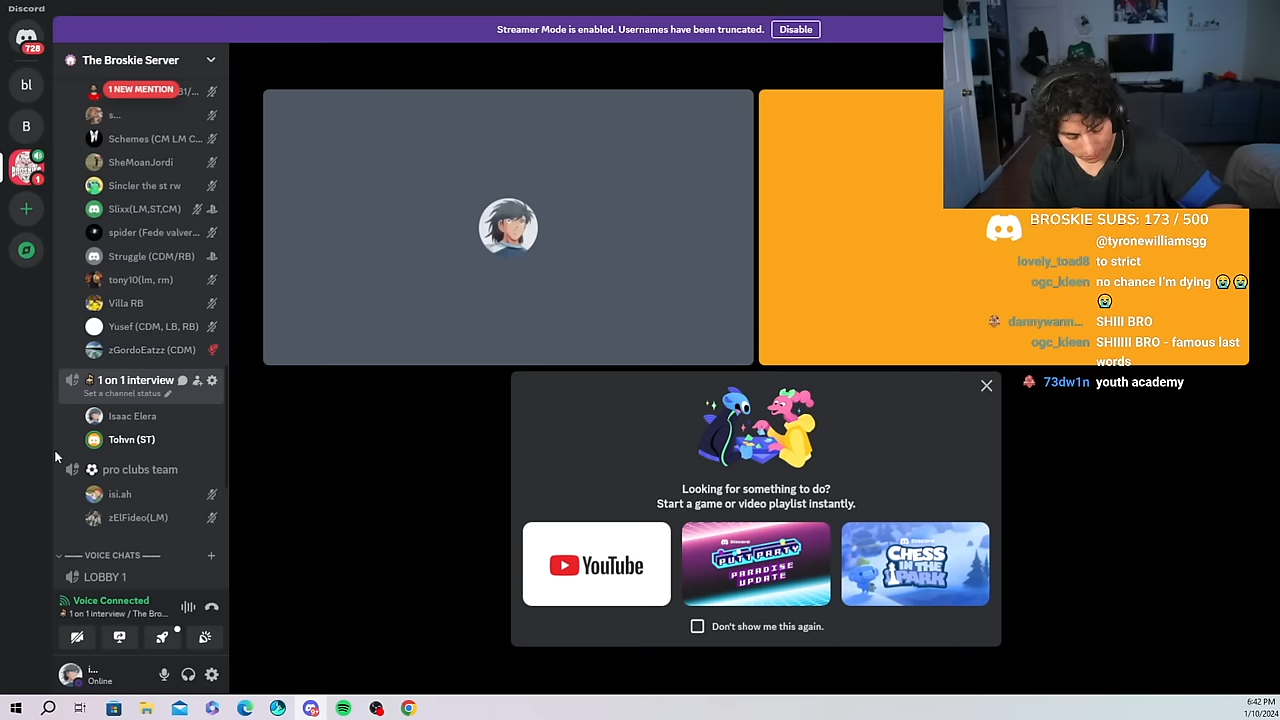 Discord
Streamer Mode is enabled. Usernames have been truncated.
Disable
728
bl
B
1
The Broskie Server
1 NEW MENTION
s...
Schemes (CM LM C...
SheMoanJordi
Sincler the st rw
Slixx(LM,ST,CM)
spider (Fede valver...
Struggle (CDM/RB)
tony10(lm, rm)
Villa RB
Yusef (CDM, LB, RB)
zGordoEatzz (CDM)
1 on 1 interview
Set a channel status
Isaac Elera
Tohvn (ST)
pro clubs team
isi.ah
zElFideo(LM)
VOICE CHATS
LOBBY 1
Voice Connected
1 on 1 interview / The Bro...
i...
Online
BROSKIE SUBS: 173 / 500
@tyronewilliamsgg
lovely_toad8 to strict
ogc_kleen no chance I'm dying 😭😭
😭
dannywann... SHIII BRO
ogc_kleen SHIIIII BRO - famous last
words
73dw1n youth academy
Looking for something to do?
Start a game or video playlist instantly.
YouTube
Discord
PUTT PARTY
PARADISE
UPDATE
Discord
CHESS
IN THE
PARK
Don't show me this again.
6:42 PM
1/10/2024